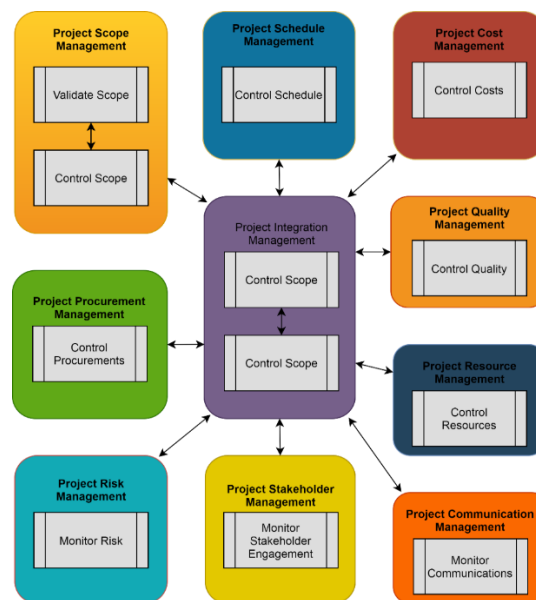 Project Scope
Management
Validate Scope
Control Scope
Project Schedule
Management
Control Schedule
Project Cost
Management
Control Costs
Project Integration
Management
Control Scope
Control Scope
Project Quality
Management
Control Quality
Project Procurement
Management
Control
Procurements
Project Resource
Management
Control
Resources
Project Risk
Management
Monitor Risk
Project Stakeholder
Management
Monitor
Stakeholder
Engagement
Project Communication
Management
Monitor
Communications